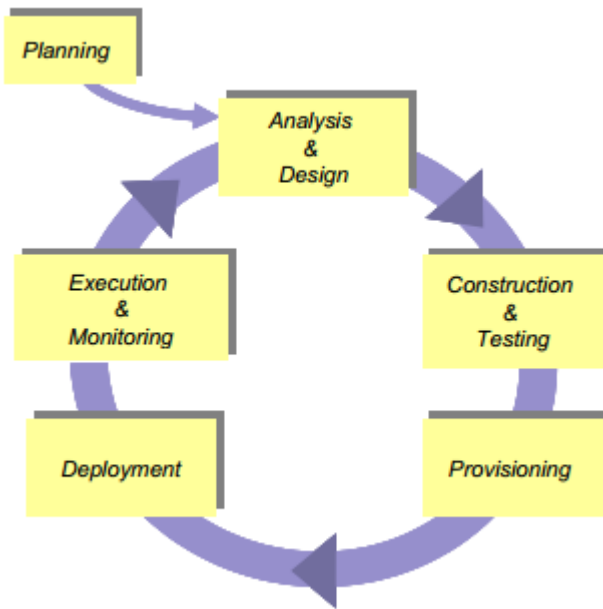 Planning
Analysis
&
Design
Construction
&
Testing
Provisioning
Deployment
Execution
&
Monitoring